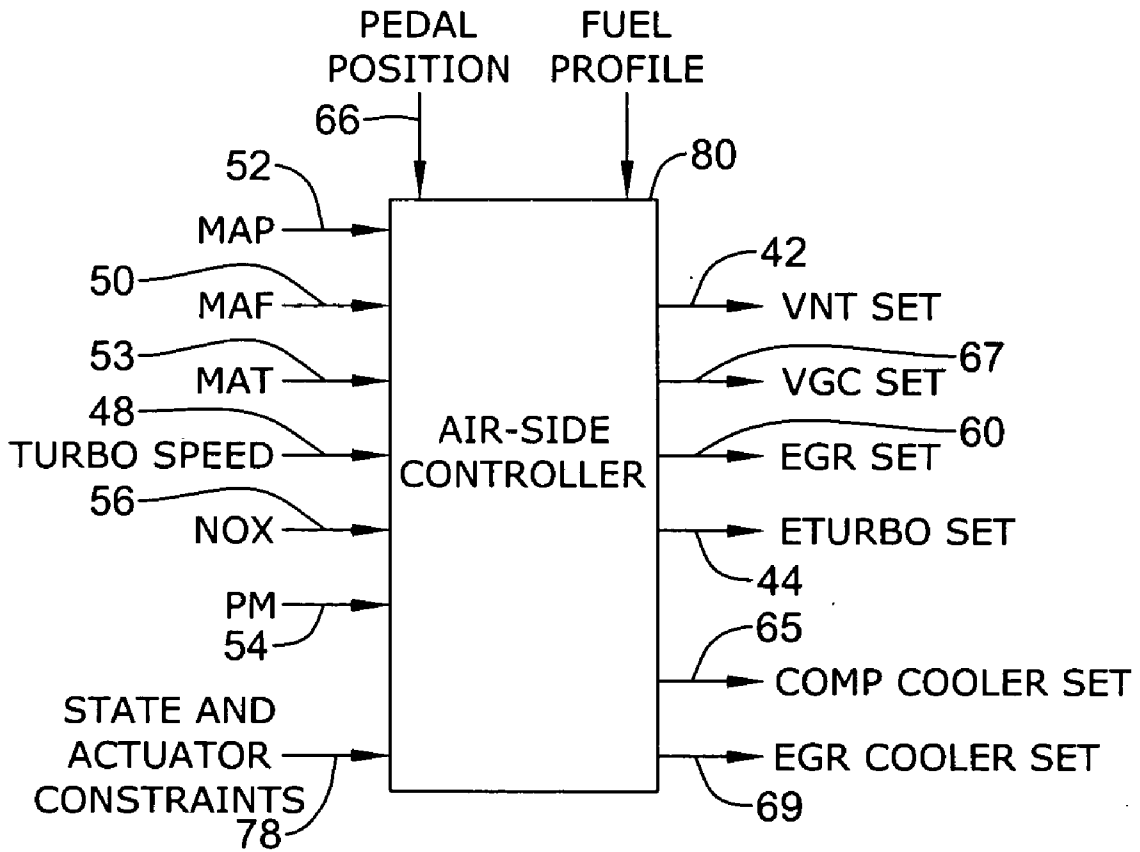 PEDAL
POSITION
FUEL
PROFILE
66
80
52
MAP
50
MAF
42
VNT SET
53
MAT
67
VGC SET
48
TURBO SPEED
AIR-SIDE
CONTROLLER
60
EGR SET
56
NOX
ETURBO SET
44
PM
54
65
COMP COOLER SET
STATE AND
ACTUATOR
CONSTRAINTS
78
EGR COOLER SET
69